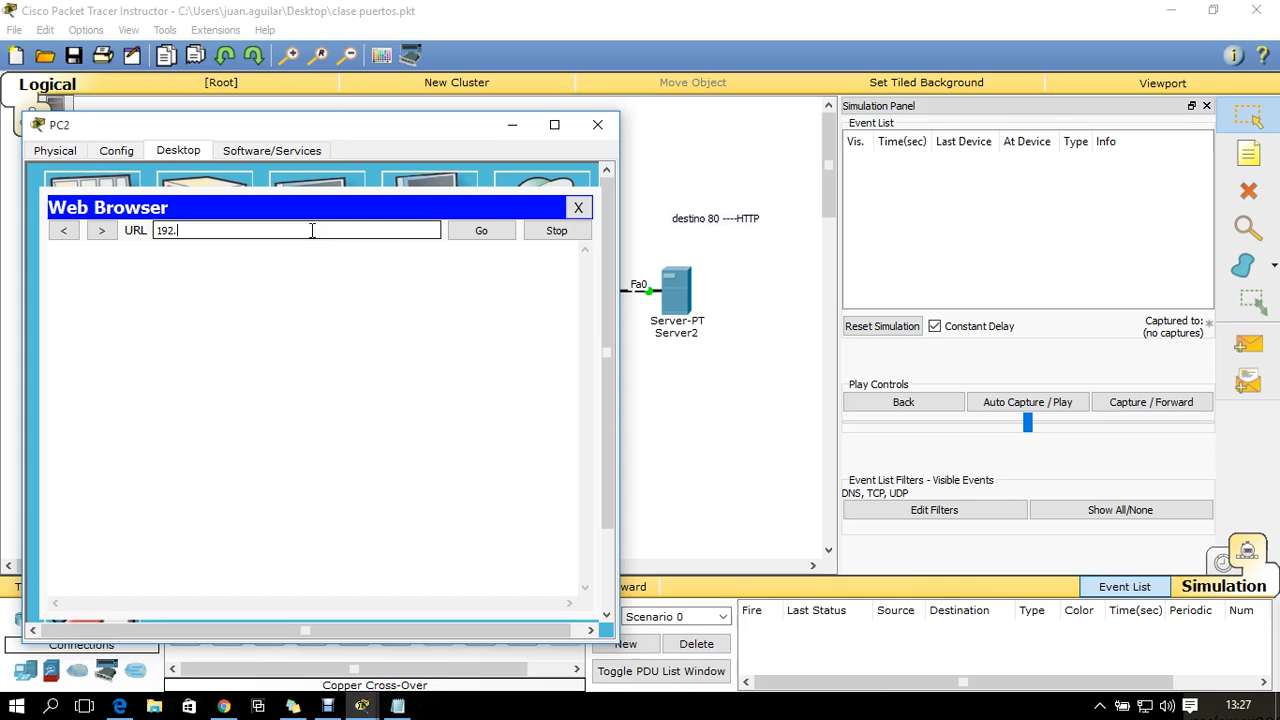 Cisco Packet Tracer Instructor - C:\Users\juan.aguilar\Desktop\clase puertos.pkt
File Edit Options View Tools Extensions Help
Logical [Root] New Cluster Move Object Set Tiled Background Viewport
PC2
Physical Config Desktop Software/Services
Web Browser X
< > URL 192. Go Stop
destino 80 ----HTTP
Fa0
Server-PT
Server2
Simulation Panel
Event List
Vis. Time(sec) Last Device At Device Type Info
Reset Simulation Constant Delay
Captured to:
(no captures) *
Play Controls
Back Auto Capture / Play Capture / Forward
Event List Filters - Visible Events
DNS, TCP, UDP
Edit Filters Show All/None
Event List Simulation
Scenario 0
Fire Last Status Source Destination Type Color Time(sec) Periodic Num
Connections
New Delete
Toggle PDU List Window
Copper Cross-Over
13:27